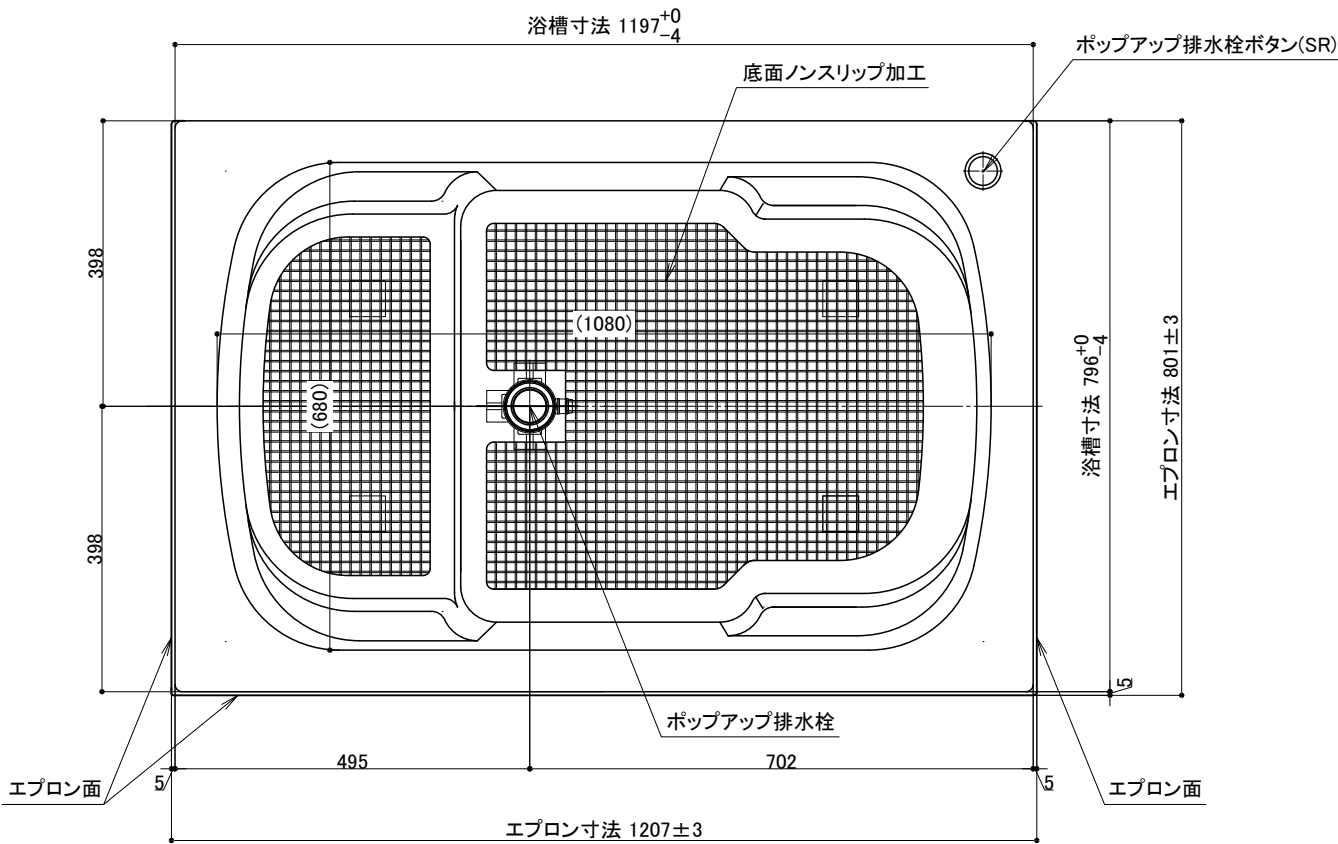 浴槽寸法 1197+0 -4
ポップアップ排水栓ボタン(SR)
底面ノンスリップ加工
398
(1080)
(680)
浴槽寸法 796+0 -4
エプロン寸法 801±3
398
5
ポップアップ排水栓
495
702
5
5
エプロン面
エプロン面
エプロン寸法 1207±3